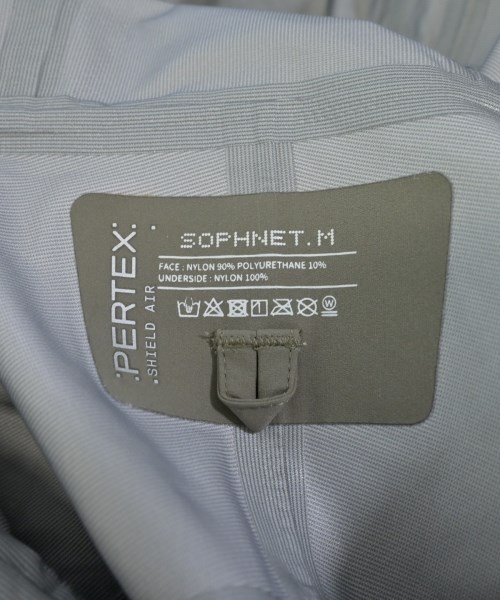 PERTEX
SHIELD AIR
SOPHNET.M
FACE : NYLON 90% POLYURETHANE 10%
UNDERSIDE : NYLON 100%
W